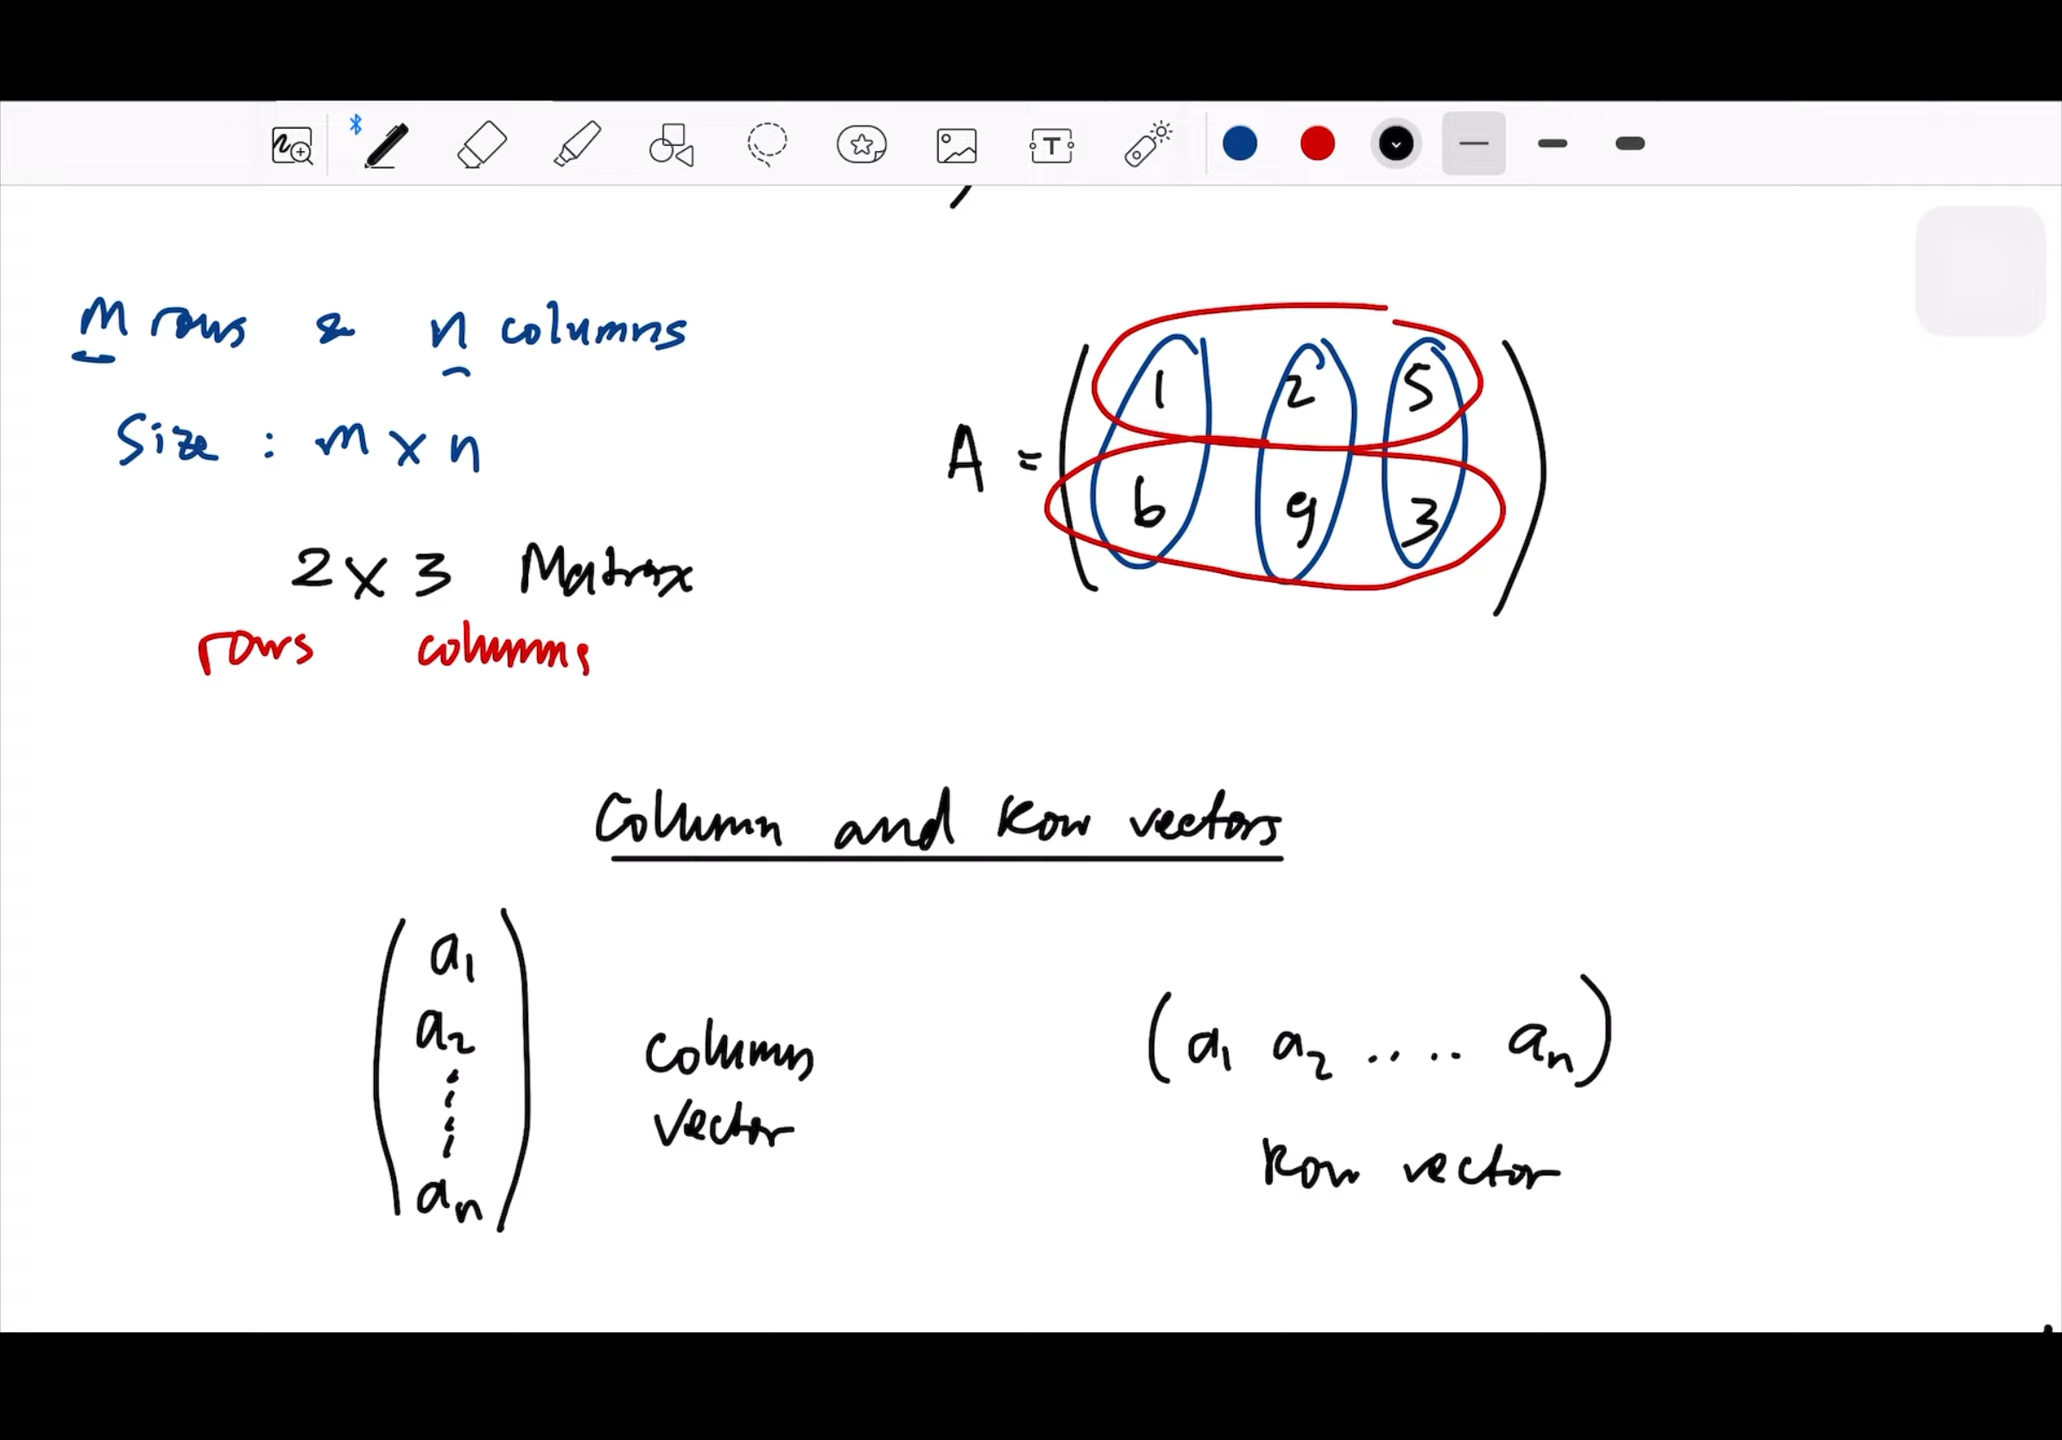 m rows & n columns
Size : m x n
2 x 3 Matrix
rows columns
A = ( 1 2 5
6 9 3 )
Column and Row vectors
( a1
a2
⋮
an )
column
vector
(a1 a2 .... an)
Row vector
T